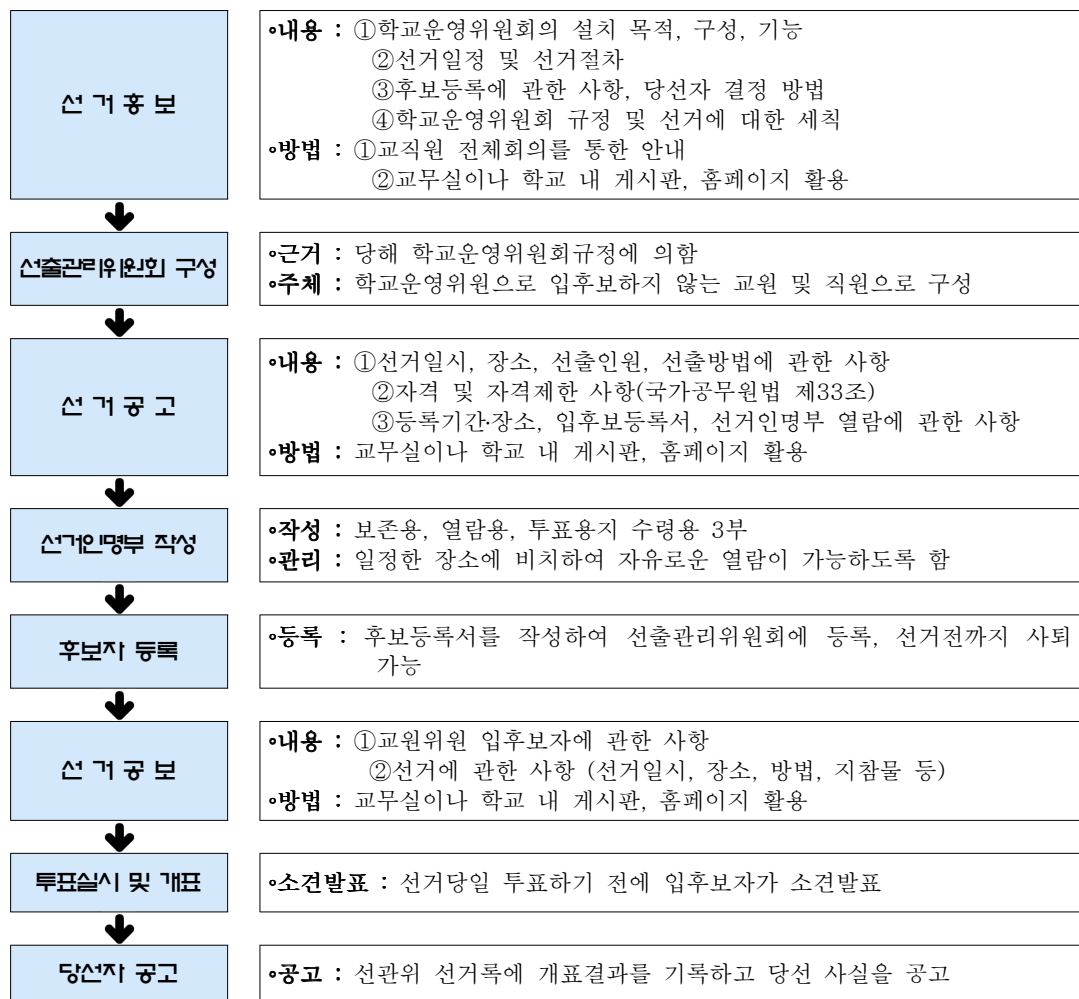 선 거 홍 보
∘내용 : ①학교운영위원회의 설치 목적, 구성, 기능
②선거일정 및 선거절차
③후보등록에 관한 사항, 당선자 결정 방법
④학교운영위원회 규정 및 선거에 대한 세칙
∘방법 : ①교직원 전체회의를 통한 안내
②교무실이나 학교 내 게시판, 홈페이지 활용
선출관리위원회 구성
∘근거 : 당해 학교운영위원회규정에 의함
∘주체 : 학교운영위원으로 입후보하지 않는 교원 및 직원으로 구성
선 거 공 고
∘내용 : ①선거일시, 장소, 선출인원, 선출방법에 관한 사항
②자격 및 자격제한 사항(국가공무원법 제33조)
③등록기간·장소, 입후보등록서, 선거인명부 열람에 관한 사항
∘방법 : 교무실이나 학교 내 게시판, 홈페이지 활용
선거인명부 작성
∘작성 : 보존용, 열람용, 투표용지 수령용 3부
∘관리 : 일정한 장소에 비치하여 자유로운 열람이 가능하도록 함
후보자 등록
∘등록 : 후보등록서를 작성하여 선출관리위원회에 등록, 선거전까지 사퇴
가능
선 거 공 보
∘내용 : ①교원위원 입후보자에 관한 사항
②선거에 관한 사항 (선거일시, 장소, 방법, 지참물 등)
∘방법 : 교무실이나 학교 내 게시판, 홈페이지 활용
투표실시 및 개표
∘소견발표 : 선거당일 투표하기 전에 입후보자가 소견발표
당선자 공고
∘공고 : 선관위 선거록에 개표결과를 기록하고 당선 사실을 공고